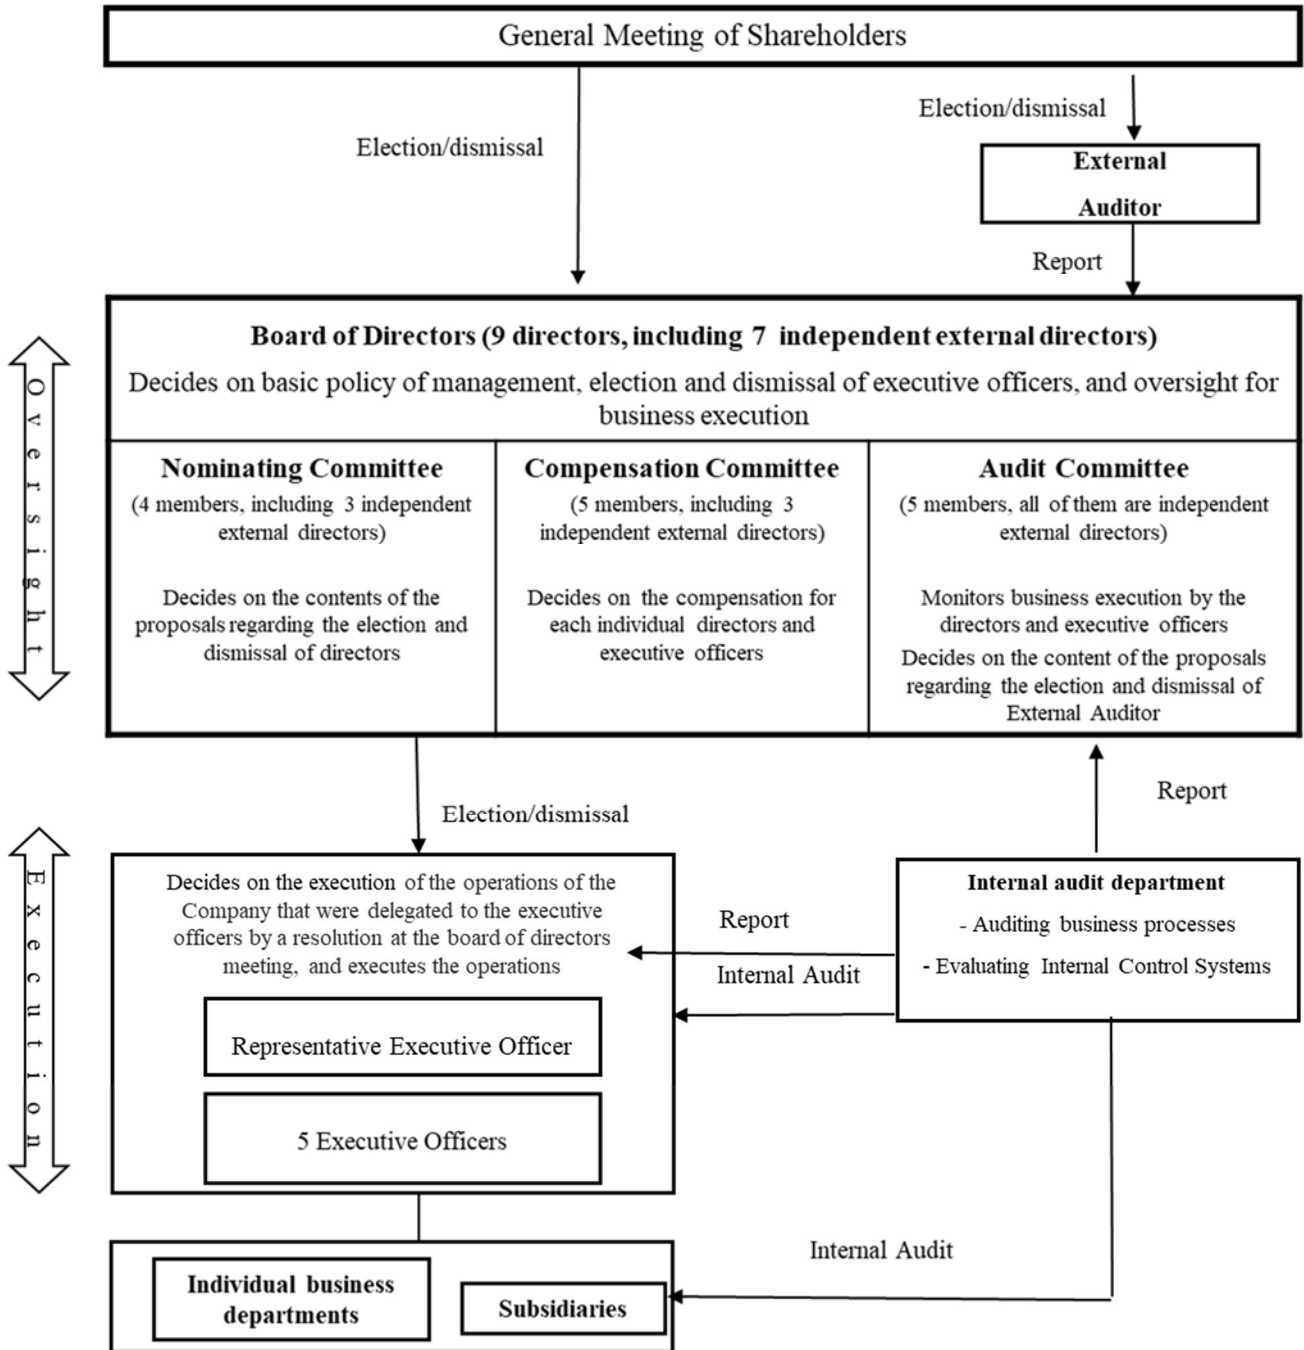 General Meeting of Shareholders
Election/dismissal
Election/dismissal
External
Auditor
Report
Oversight
Board of Directors (9 directors, including 7 independent external directors)
Decides on basic policy of management, election and dismissal of executive officers, and oversight for
business execution
Nominating Committee
(4 members, including 3 independent
external directors)
Decides on the contents of the
proposals regarding the election and
dismissal of directors
Compensation Committee
(5 members, including 3
independent external directors)
Decides on the compensation for
each individual directors and
executive officers
Audit Committee
(5 members, all of them are independent
external directors)
Monitors business execution by the
directors and executive officers
Decides on the content of the proposals
regarding the election and dismissal of
External Auditor
Election/dismissal
Report
Execution
Decides on the execution of the operations of the
Company that were delegated to the executive
officers by a resolution at the board of directors
meeting, and executes the operations
Representative Executive Officer
5 Executive Officers
Report
Internal Audit
Internal audit department
- Auditing business processes
- Evaluating Internal Control Systems
Internal Audit
Individual business
departments
Subsidiaries